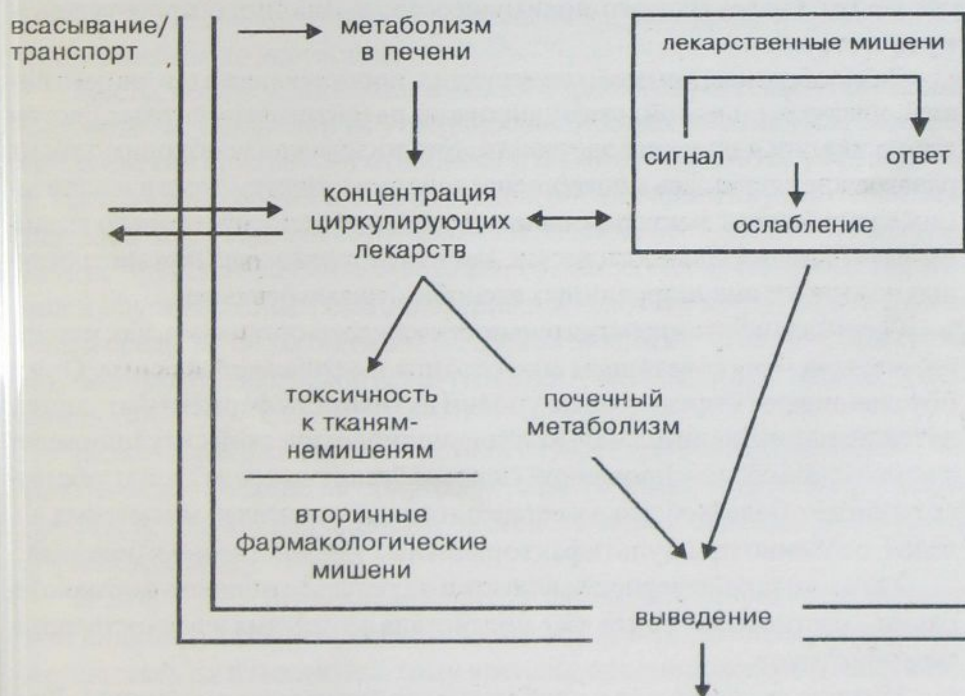 всасывание/
транспорт
метаболизм
в печени
лекарственные мишени
сигнал
ответ
ослабление
концентрация
циркулирующих
лекарств
токсичность
к тканям-
немишеням
почечный
метаболизм
вторичные
фармакологические
мишени
выведение